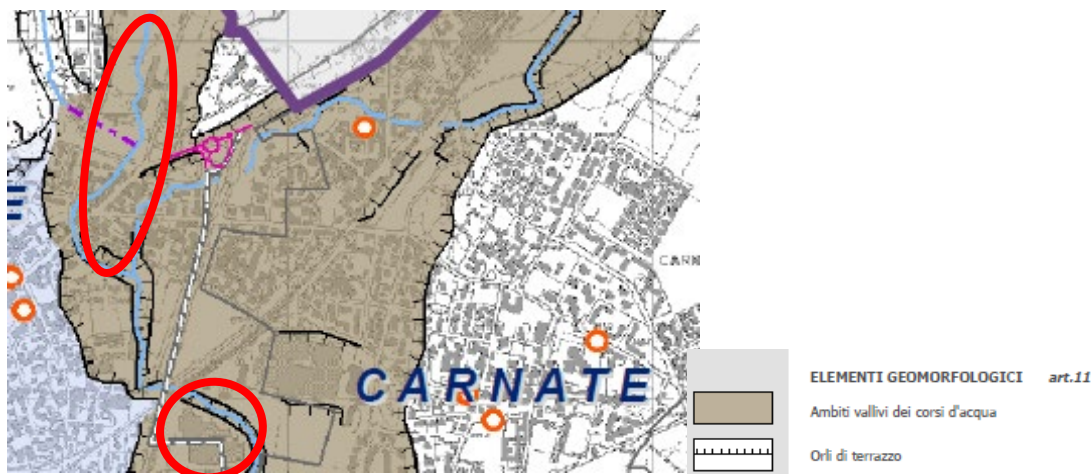 CARN
E
CARNATE
ELEMENTI GEOMORFOLOGICI art.11
Ambiti vallivi dei corsi d'acqua
Orli di terrazzo